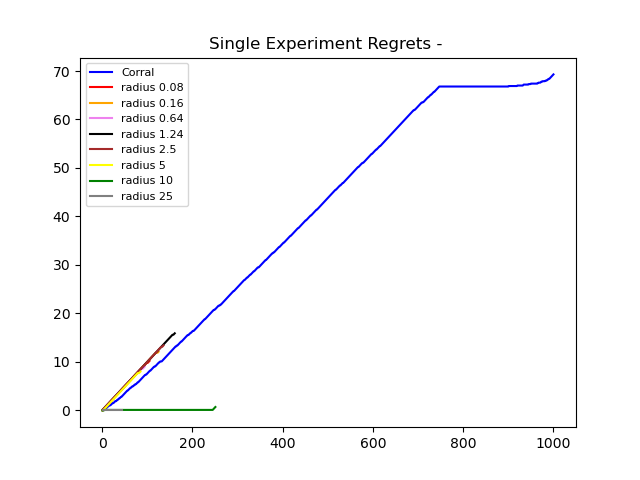 Single Experiment Regrets -
70
60
50
40
30
20
10
0
Corral
radius 0.08
radius 0.16
radius 0.64
radius 1.24
radius 2.5
radius 5
radius 10
radius 25
0 200 400 600 800 1000